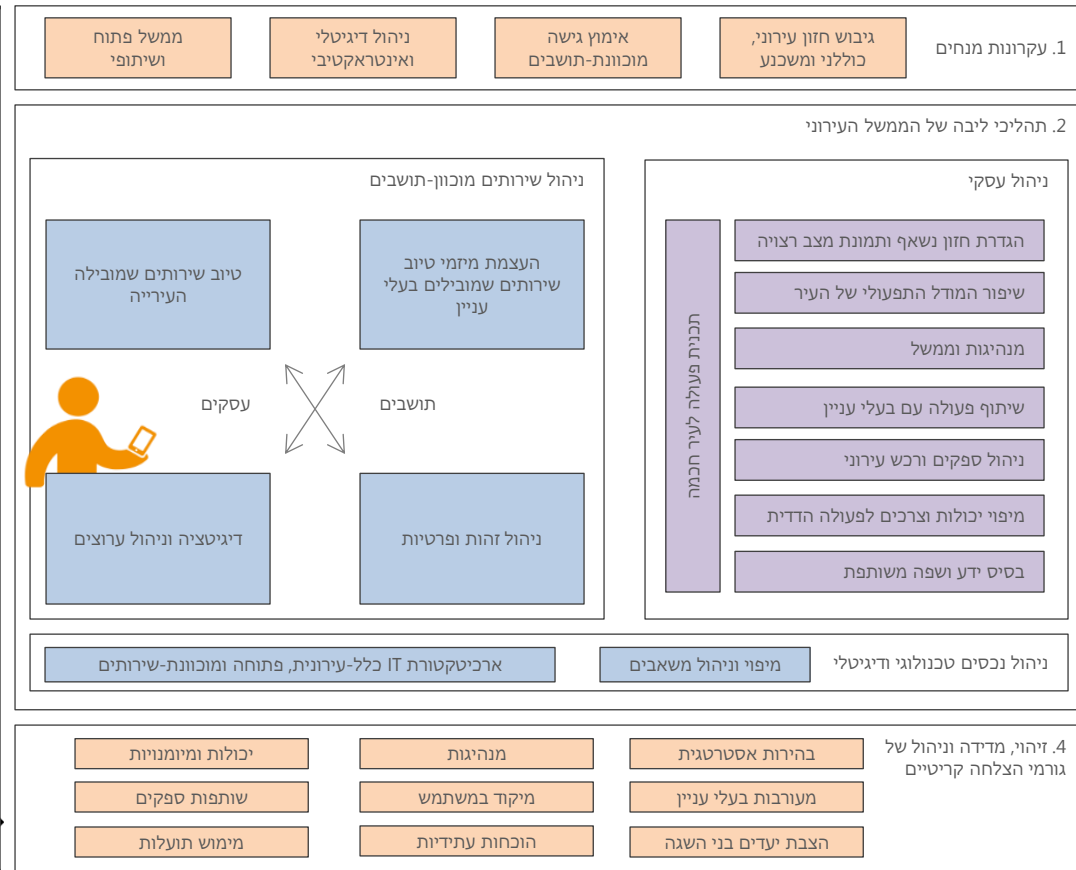 1. עקרונות מנחים
גיבוש חזון עירוני,
כוללני ומשכנע
אימוץ גישה
מוכוונת-תושבים
ניהול דיגיטלי
ואינטראקטיבי
ממשל פתוח
ושיתופי
2. תהליכי ליבה של הממשל העירוני
ניהול עסקי
הגדרת חזון נשאף ותמונת מצב רצויה
שיפור המודל התפעולי של העיר
מנהיגות וממשל
שיתוף פעולה עם בעלי עניין
ניהול ספקים ורכש עירוני
מיפוי יכולות וצרכים לפעולה הדדית
בסיס ידע ושפה משותפת
תכנית פעולה לעיר חכמה
ניהול שירותים מוכוון-תושבים
העצמת מיזמי טיוב
שירותים שמובילים בעלי
עניין
טיוב שירותים שמובילה
העירייה
תושבים
עסקים
ניהול זהות ופרטיות
דיגיטציה וניהול ערוצים
ניהול נכסים טכנולוגי ודיגיטלי
מיפוי וניהול משאבים
ארכיטקטורת IT כלל-עירונית, פתוחה ומוכוונת-שירותים
4. זיהוי, מדידה וניהול של
גורמי הצלחה קריטיים
בהירות אסטרטגית
מנהיגות
יכולות ומיומנויות
מעורבות בעלי עניין
מיקוד במשתמש
שותפות ספקים
הצבת יעדים בני השגה
הוכחות עתידיות
מימוש תועלות